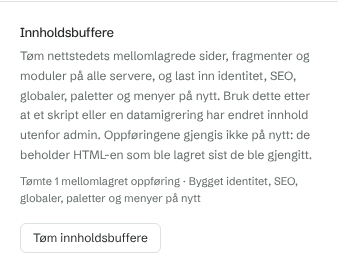 Innholdsbuffere
Tøm nettstedets mellomlagrede sider, fragmenter og
moduler på alle servere, og last inn identitet, SEO,
globaler, paletter og menyer på nytt. Bruk dette etter
at et skript eller en datamigrering har endret innhold
utenfor admin. Oppføringene gjengis ikke på nytt: de
beholder HTML-en som ble lagret sist de ble gjengitt.
Tømte 1 mellomlagret oppføring · Bygget identitet, SEO,
globaler, paletter og menyer på nytt
Tøm innholdsbuffere